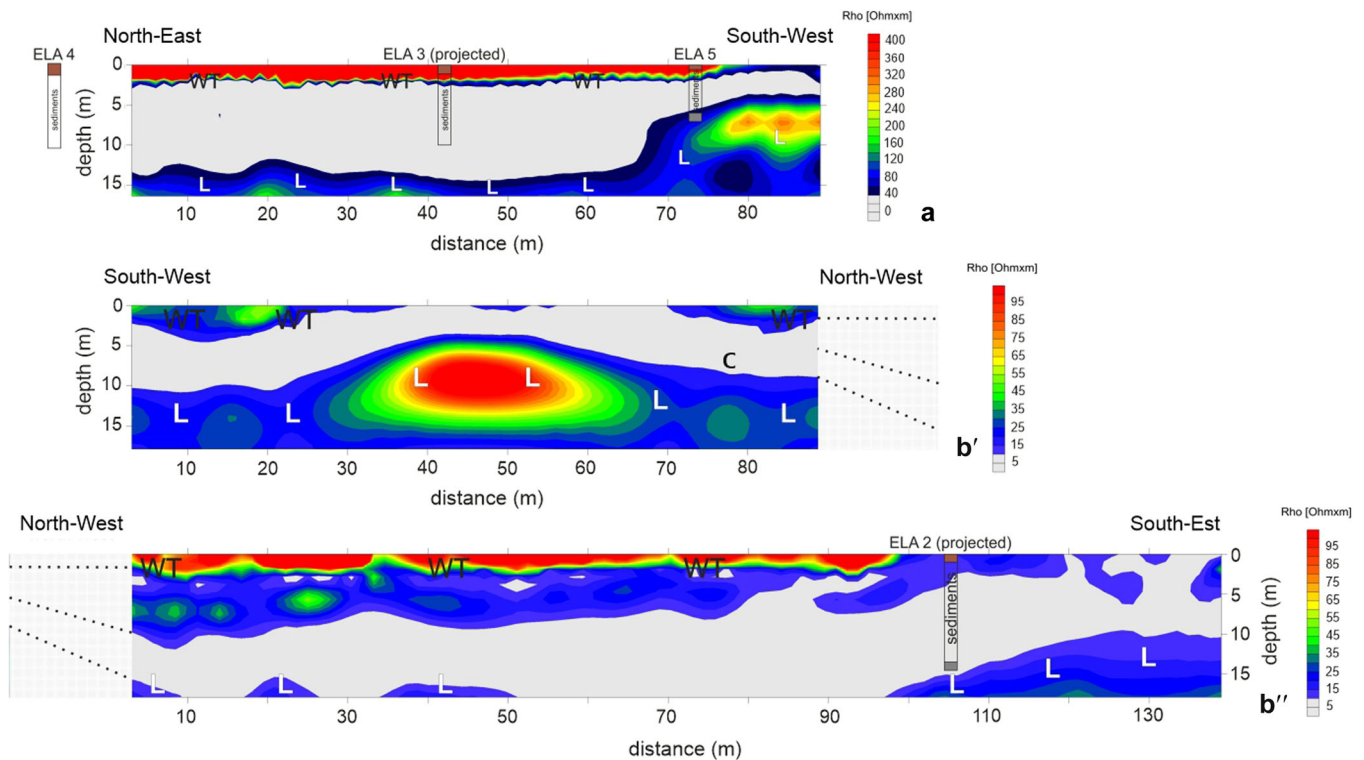 North-East
South-West
Rho [Ohmxm]
ELA 4
ELA 3 (projected)
ELA 5
sediments
sediments
sediments
WT WT WT
L L L L L L L
0
5
10
15
depth (m)
10 20 30 40 50 60 70 80
distance (m)
400
360
320
280
240
200
160
120
80
40
0
a
South-West
North-West
Rho [Ohmxm]
WT WT WT
C
L L L L L L
0
5
10
15
depth (m)
10 20 30 40 50 60 70 80
distance (m)
95
85
75
65
55
45
35
25
15
5
b′
North-West
South-Est
Rho [Ohmxm]
ELA 2 (projected)
sediments
WT WT WT
L L L L L L
0
5
10
15
depth (m)
10 30 50 70 90 110 130
distance (m)
95
85
75
65
55
45
35
25
15
5
b′′